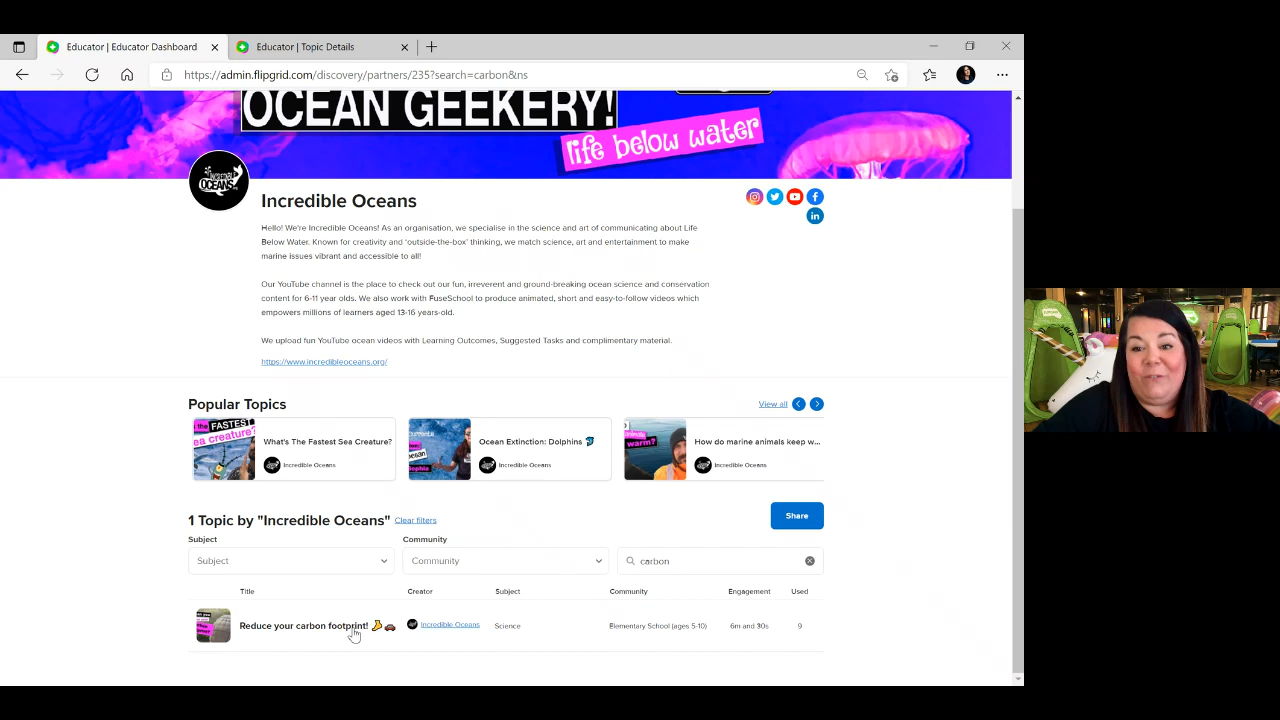 Educator | Educator Dashboard
Educator | Topic Details
https://admin.flipgrid.com/discovery/partners/235?search=carbon&ns
OCEAN GEEKERY!
life below water
INCREDIBLE
OCEANS
Incredible Oceans
Hello! We're Incredible Oceans! As an organisation, we specialise in the science and art of communicating about Life
Below Water. Known for creativity and 'outside-the-box' thinking, we match science, art and entertainment to make
marine issues vibrant and accessible to all!
Our YouTube channel is the place to check out our fun, irreverent and ground-breaking ocean science and conservation
content for 6-11 year olds. We also work with FuseSchool to produce animated, short and easy-to-follow videos which
empowers millions of learners aged 13-16 years-old.
We upload fun YouTube ocean videos with Learning Outcomes, Suggested Tasks and complimentary material.
https://www.incredibleoceans.org/
Popular Topics
View all
the FASTEST
sea creature?
What's The Fastest Sea Creature?
Incredible Oceans
Ocean Extinction: Dolphins
Incredible Oceans
warm?
How do marine animals keep w...
Incredible Oceans
1 Topic by "Incredible Oceans" Clear filters
Share
Subject
Community
Subject
Community
carbon
Title
Creator
Subject
Community
Engagement
Used
Reduce your carbon footprint!
Incredible Oceans
Science
Elementary School (ages 5-10)
6m and 30s
9